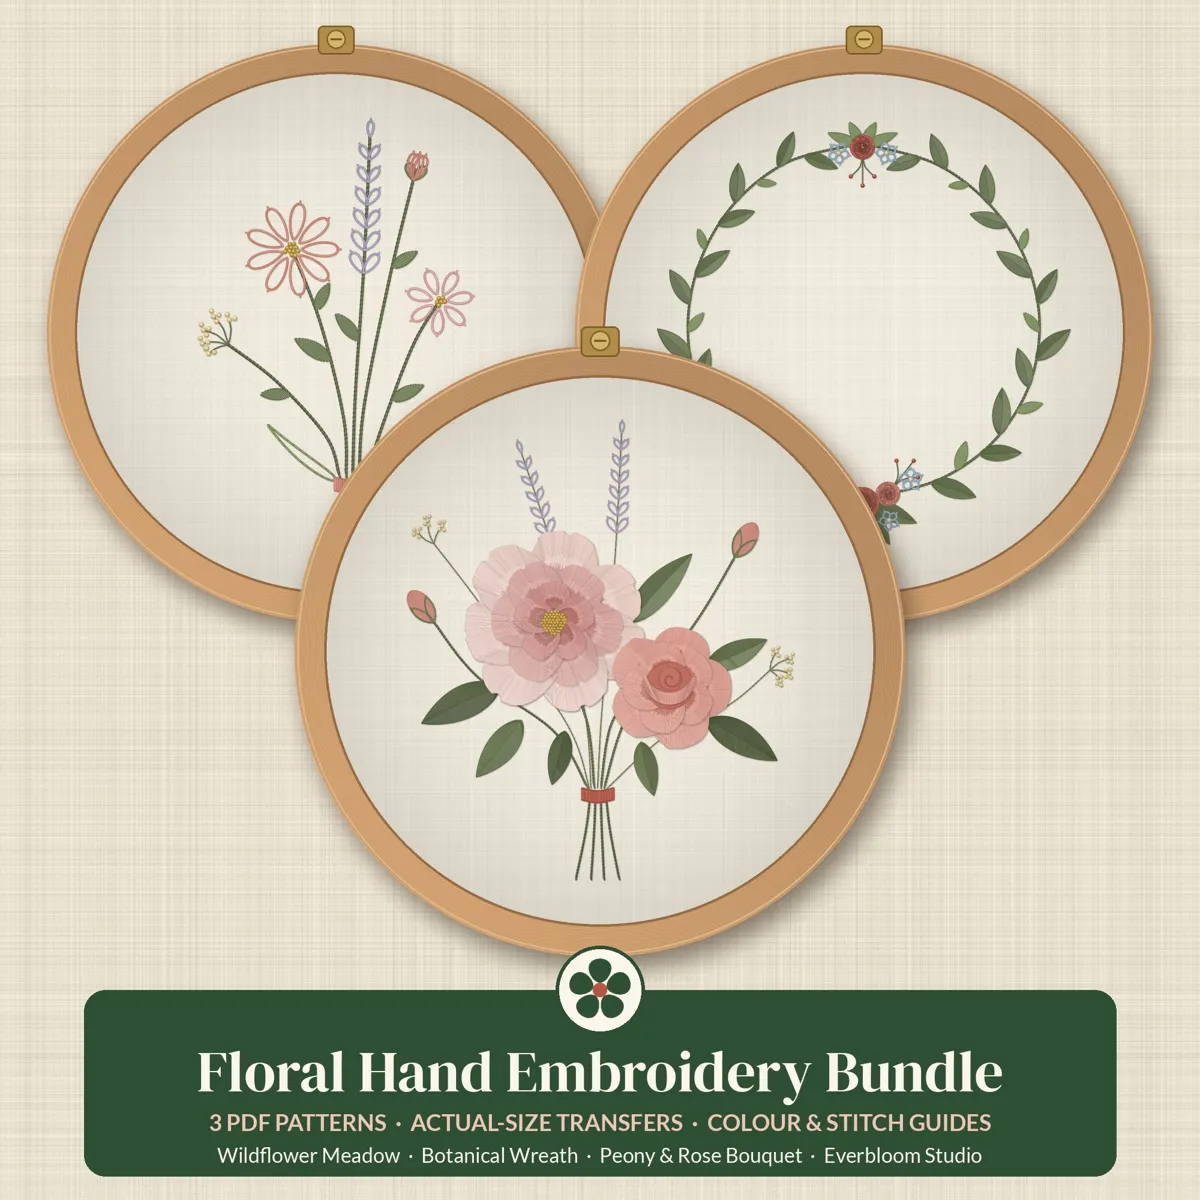 Floral Hand Embroidery Bundle
3 PDF PATTERNS · ACTUAL-SIZE TRANSFERS · COLOUR & STITCH GUIDES
Wildflower Meadow · Botanical Wreath · Peony & Rose Bouquet · Everbloom Studio